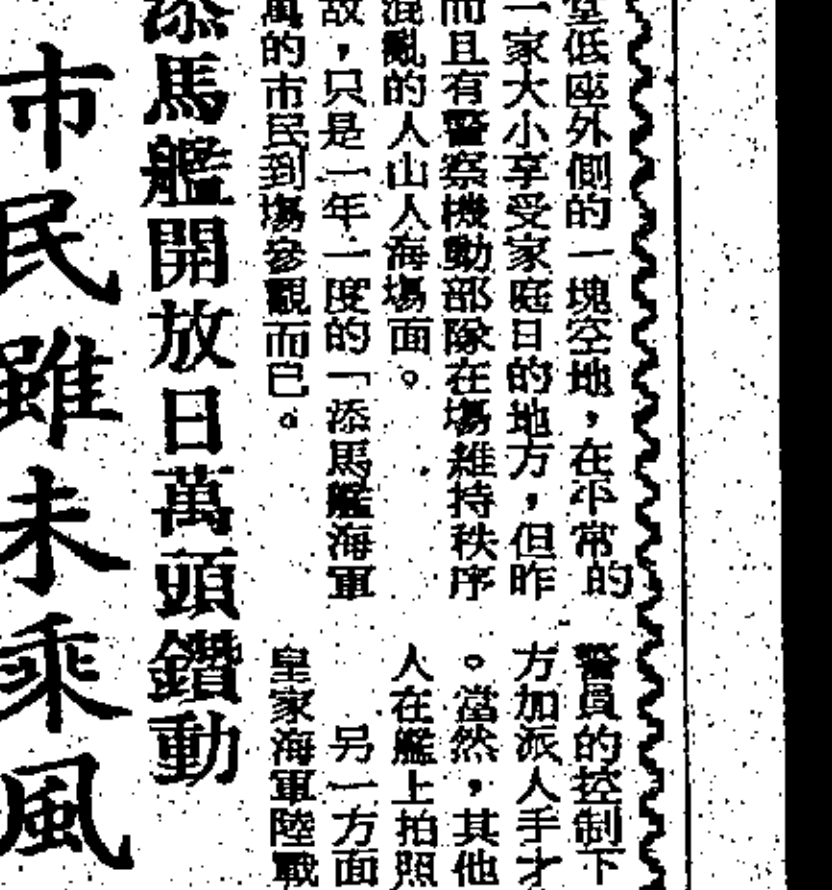 堂低座外側的一塊空地，在平常的
一家大小享受家庭日的地方，但昨
而且有警察機動部隊在塲維持秩序
混亂的人山人海塲面。
故，只是一年一度的「添馬艦海軍
風的市民到塲參觀而已。
警員的控制下
方加派人手才
。當然，其他
人在艦上拍照
另一方面
皇家海軍陸戰
添馬艦開放日萬頭鑽動
市民雖未乘風